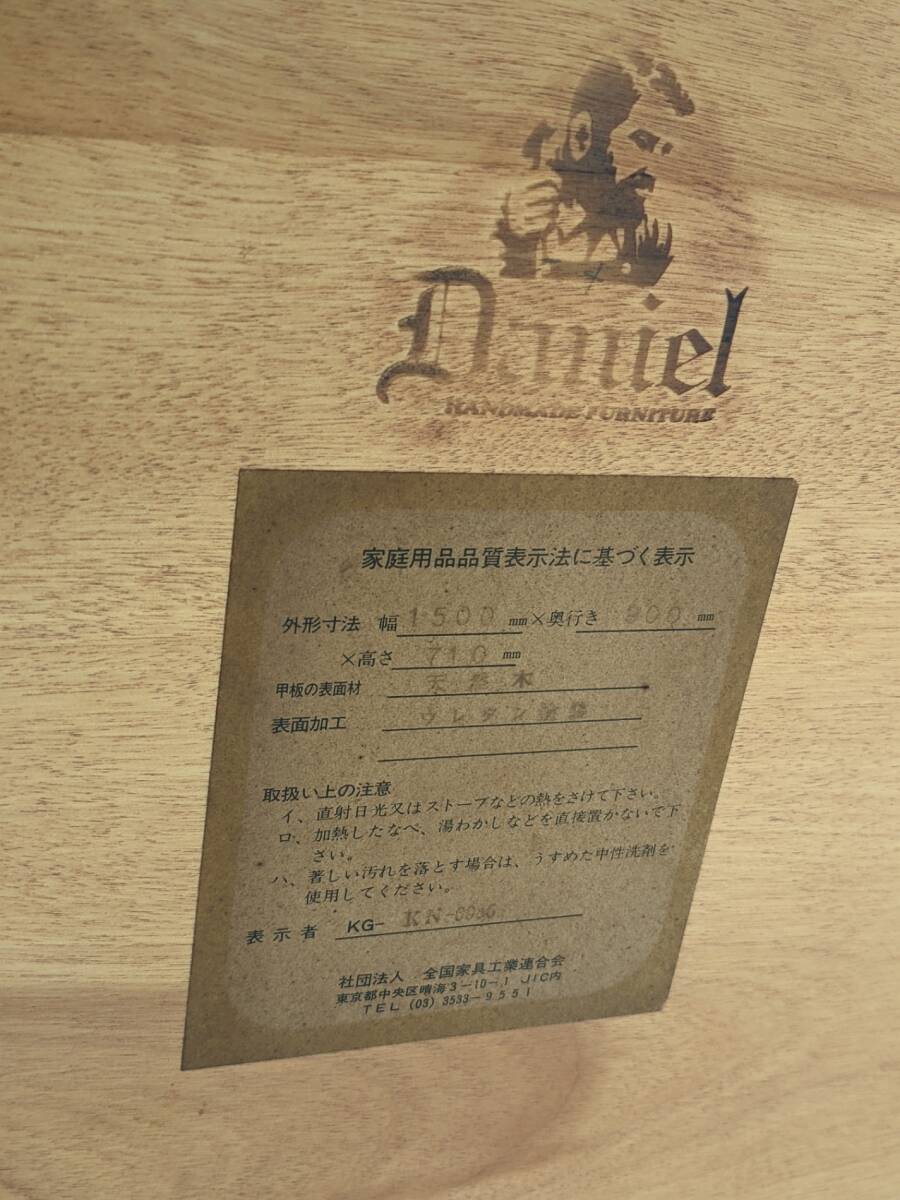 Daniel
HANDMADE FURNITURE
家庭用品品質表示法に基づく表示
外形寸法 幅 1500 mm×奥行き 900 mm
×高さ 710 mm
甲板の表面材 天然木
表面加工 ウレタン塗装
取扱い上の注意
イ、直射日光又はストーブなどの熱をさけて下さい。
ロ、加熱したなべ、湯わかしなどを直接置かないで下
さい。
ハ、著しい汚れを落とす場合は、うすめた中性洗剤を
使用してください。
表示者 KG-
社団法人 全国家具工業連合会
東京都中央区晴海3-10-1 JIC内
TEL (03) 3533-9551